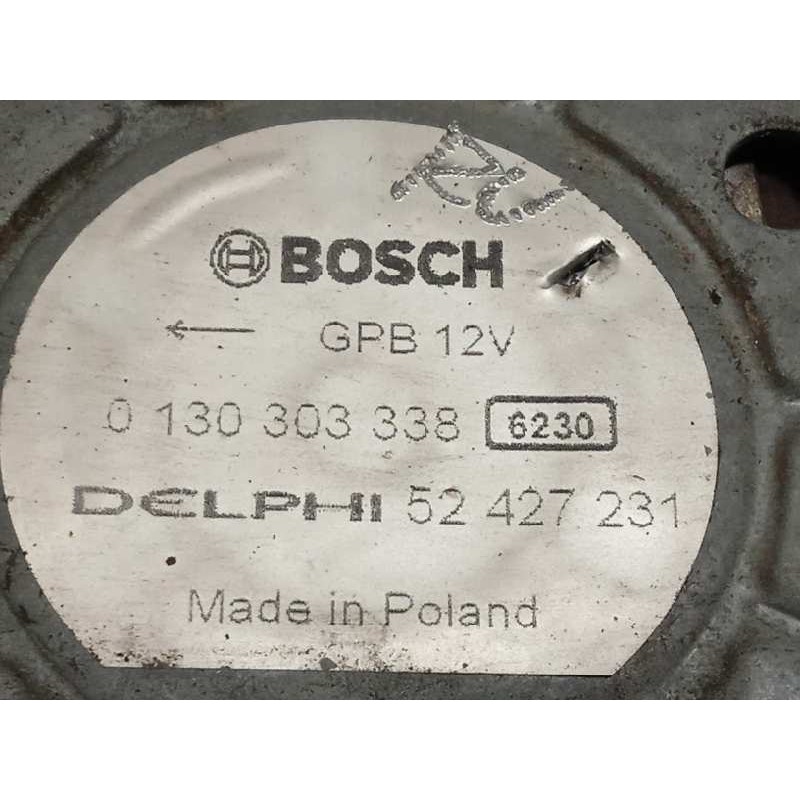 BOSCH
GPB 12V
0 130 303 338 6230
DELPHI 52 427 231
Made in Poland